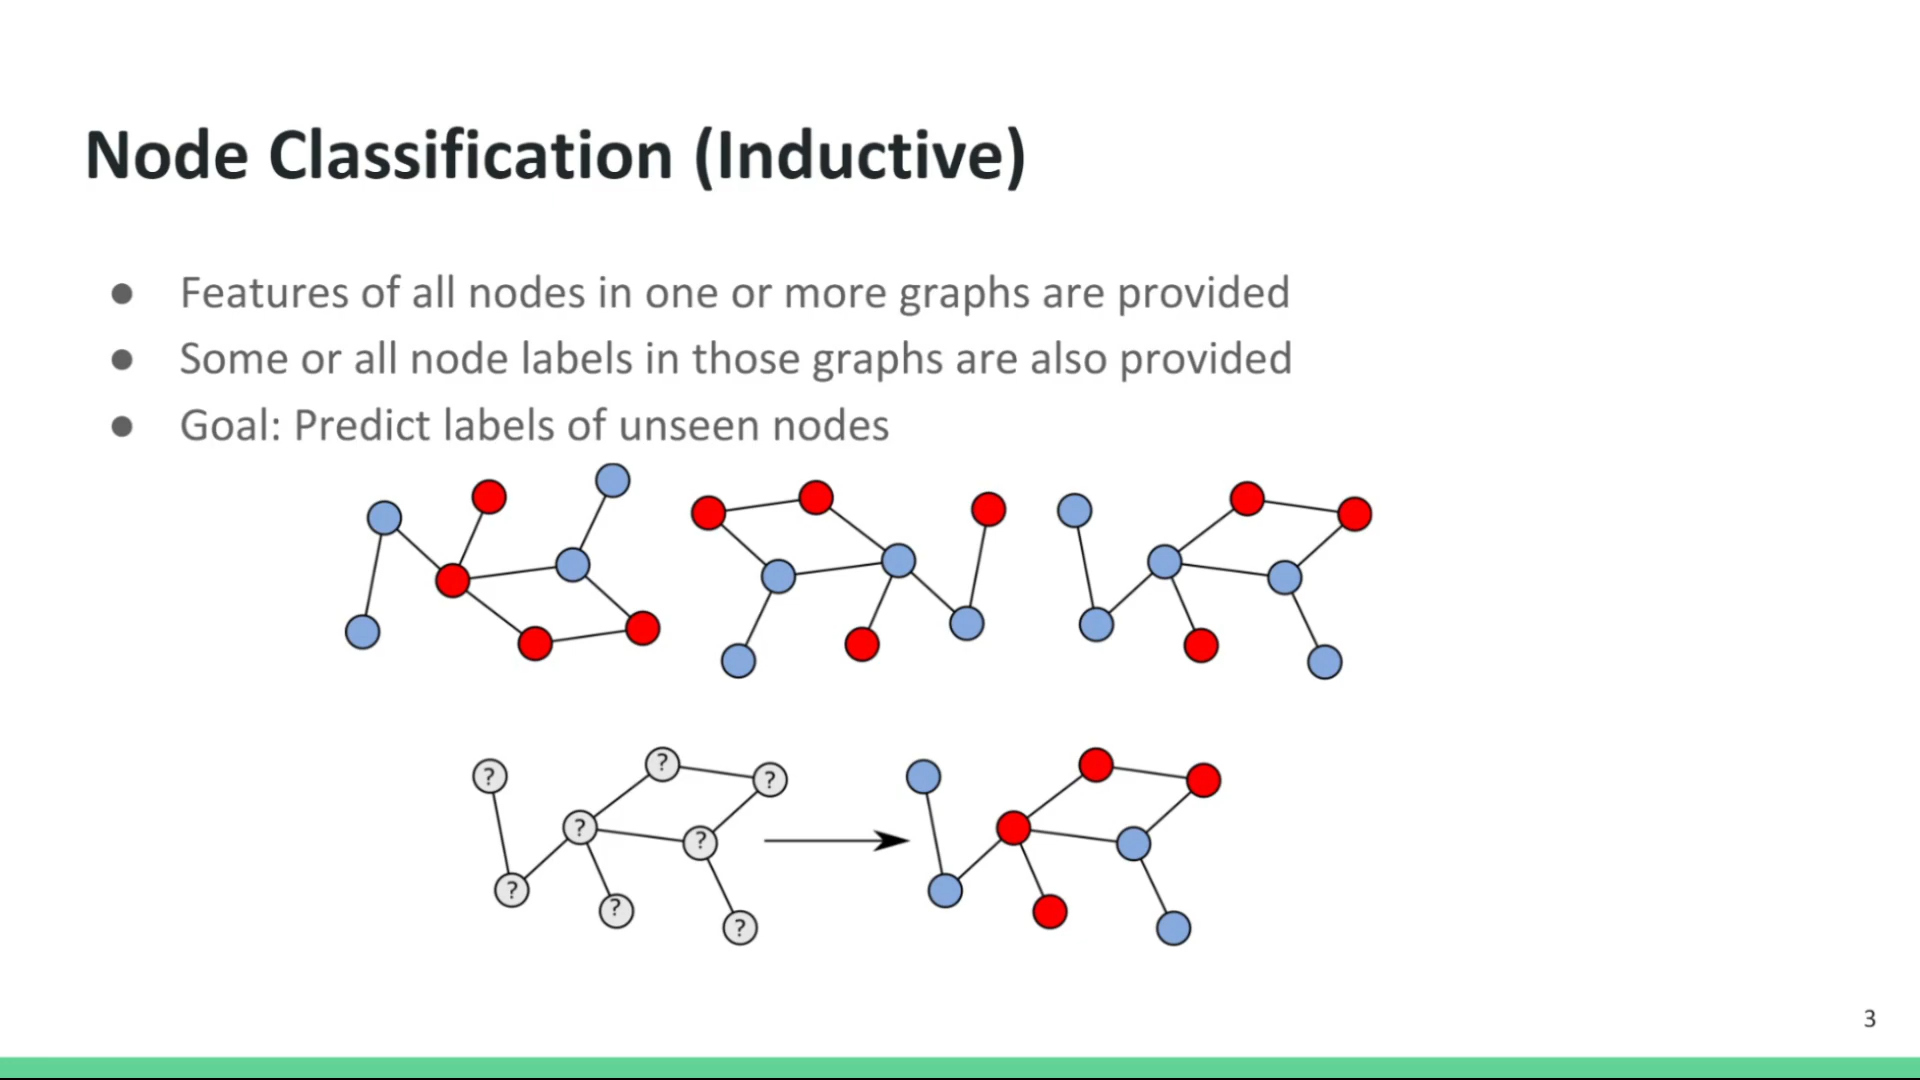 Node Classification (Inductive)
● Features of all nodes in one or more graphs are provided
● Some or all node labels in those graphs are also provided
● Goal: Predict labels of unseen nodes
?
?
?
?
?
?
?
?
3